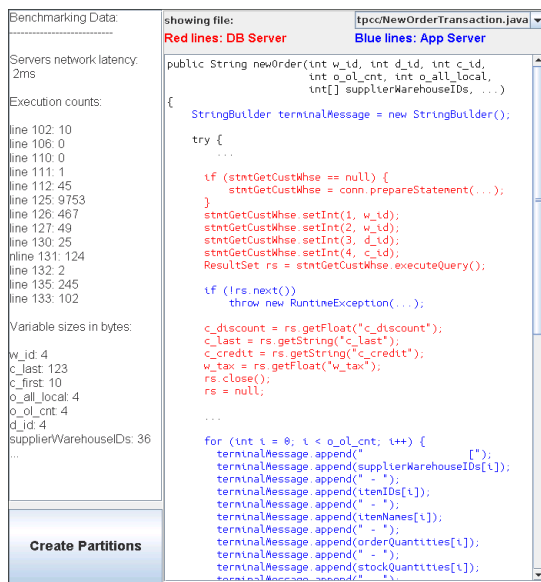 Benchmarking Data:
---------------------------
Servers network latency:
2ms
Execution counts:
line 102: 10
line 106: 0
line 110: 0
line 111: 1
line 112: 45
line 125: 9753
line 126: 467
line 127: 49
line 130: 25
nline 131: 124
line 132: 2
line 135: 245
line 133: 102
Variable sizes in bytes:
w_id: 4
c_last: 123
c_first: 10
o_all_local: 4
o_ol_cnt: 4
d_id: 4
supplierWarehouseIDs: 36
...
Create Partitions
showing file:
tpcc/NewOrderTransaction.java
Red lines: DB Server
Blue lines: App Server
public String newOrder(int w_id, int d_id, int c_id,
int o_ol_cnt, int o_all_local,
int[] supplierWarehouseIDs, ...)
{
StringBuilder terminalMessage = new StringBuilder();
try {
...
if (stmtGetCustWhse == null) {
stmtGetCustWhse = conn.prepareStatement(...);
}
stmtGetCustWhse.setInt(1, w_id);
stmtGetCustWhse.setInt(2, w_id);
stmtGetCustWhse.setInt(3, d_id);
stmtGetCustWhse.setInt(4, c_id);
ResultSet rs = stmtGetCustWhse.executeQuery();
if (!rs.next())
throw new RuntimeException(...);
c_discount = rs.getFloat("c_discount");
c_last = rs.getString("c_last");
c_credit = rs.getString("c_credit");
w_tax = rs.getFloat("w_tax");
rs.close();
rs = null;
...
for (int i = 0; i < o_ol_cnt; i++) {
terminalMessage.append("                 [");
terminalMessage.append(supplierWarehouseIDs[i]);
terminalMessage.append(" - ");
terminalMessage.append(itemIDs[i]);
terminalMessage.append(" - ");
terminalMessage.append(itemNames[i]);
terminalMessage.append(" - ");
terminalMessage.append(orderQuantities[i]);
terminalMessage.append(" - ");
terminalMessage.append(stockQuantities[i]);
terminalMessage.append(" - ");